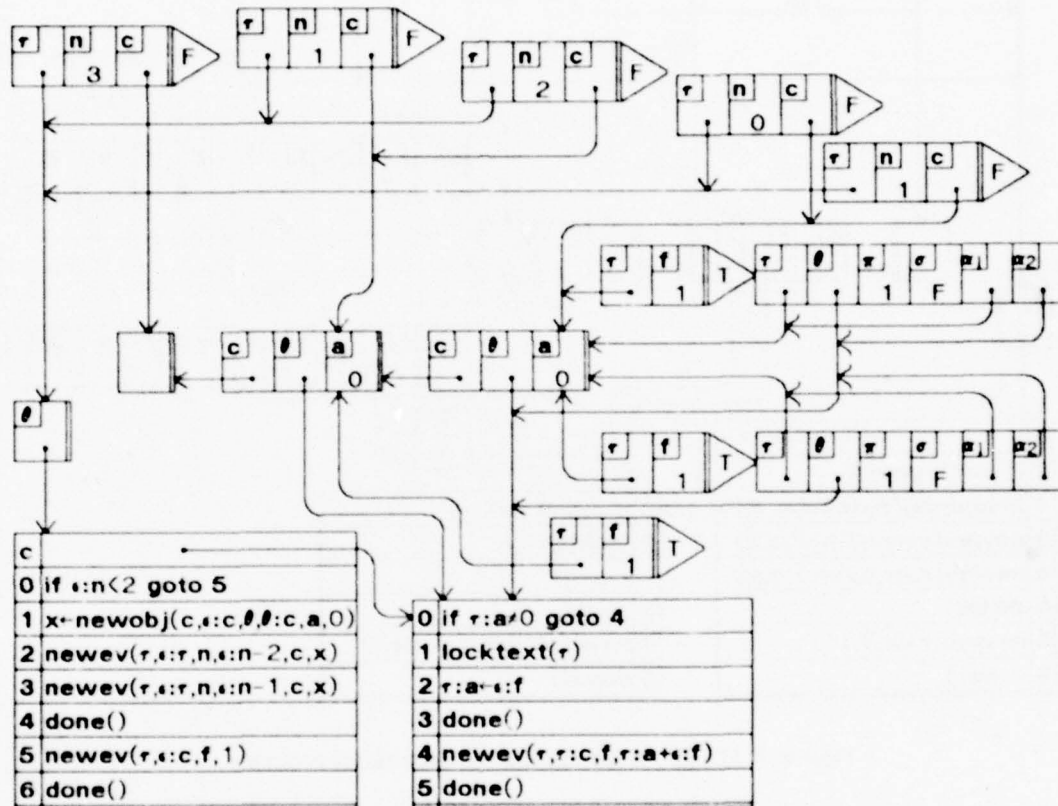 τ n c F
3
τ n c F
1
τ n c F
2
τ n c F
0
τ n c F
1
τ f T
1
τ θ π σ α1 α2
1 F
c θ a
0
c θ a
0
θ
τ f T
1
τ θ π σ α1 α2
1 F
τ f T
1
c
0 if ε:n<2 goto 5
1 x←newobj(c,ε:c,θ,θ:c,a,0)
2 newev(τ,ε:τ,n,ε:n-2,c,x)
3 newev(τ,ε:τ,n,ε:n-1,c,x)
4 done()
5 newev(τ,ε:c,f,1)
6 done()
0 if τ:a≠0 goto 4
1 locktext(τ)
2 τ:a←ε:f
3 done()
4 newev(τ,τ:c,f,τ:a+ε:f)
5 done()